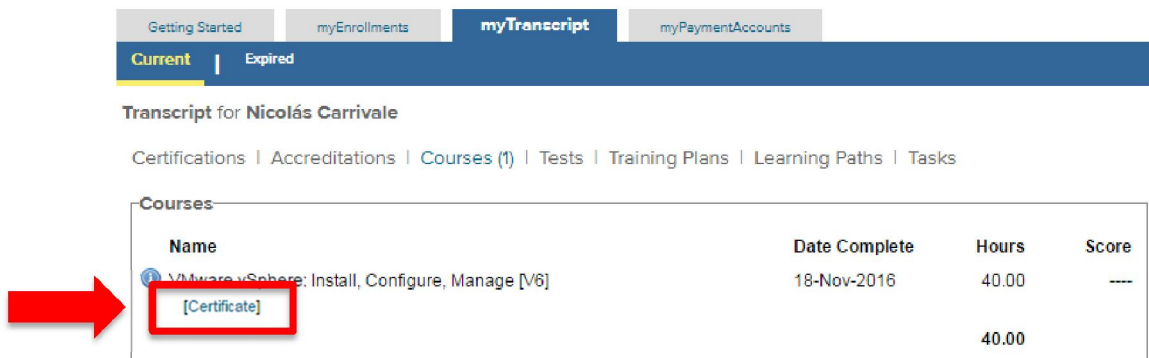 Getting Started myEnrollments myTranscript myPaymentAccounts
Current | Expired
Transcript for Nicolás Carrivale
Certifications | Accreditations | Courses (1) | Tests | Training Plans | Learning Paths | Tasks
Courses
Name Date Complete Hours Score
VMware vSphere: Install, Configure, Manage [V6] 18-Nov-2016 40.00 ----
[Certificate]
40.00